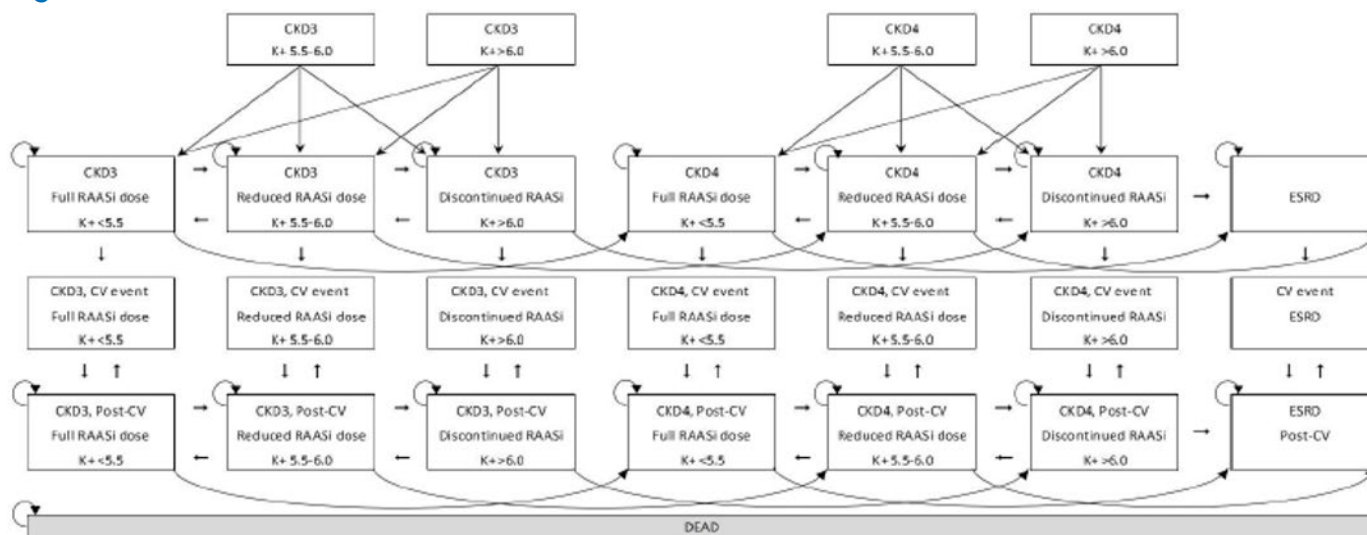 CKD3
K+ 5.5-6.0
CKD3
K+>6.0
CKD4
K+ 5.5-6.0
CKD4
K+ >6.0
CKD3
Full RAASi dose
K+ <5.5
CKD3
Reduced RAASi dose
K+ 5.5-6.0
CKD3
Discontinued RAASi
K+>6.0
CKD4
Full RAASi dose
K+ <5.5
CKD4
Reduced RAASi dose
K+ 5.5-6.0
CKD4
Discontinued RAASi
K+ >6.0
ESRD
CKD3, CV event
Full RAASi dose
K+ <5.5
CKD3, CV event
Reduced RAASi dose
K+ 5.5-6.0
CKD3, CV event
Discontinued RAASi
K+>6.0
CKD4, CV event
Full RAASi dose
K+ <5.5
CKD4, CV event
Reduced RAASi dose
K+ 5.5-6.0
CKD4, CV event
Discontinued RAASi
K+ >6.0
CV event
ESRD
CKD3, Post-CV
Full RAASi dose
K+ <5.5
CKD3, Post-CV
Reduced RAASi dose
K+ 5.5-6.0
CKD3, Post-CV
Discontinued RAASi
K+>6.0
CKD4, Post-CV
Full RAASi dose
K+ <5.5
CKD4, Post-CV
Reduced RAASi dose
K+ 5.5-6.0
CKD4, Post-CV
Discontinued RAASi
K+ >6.0
ESRD
Post-CV
DEAD